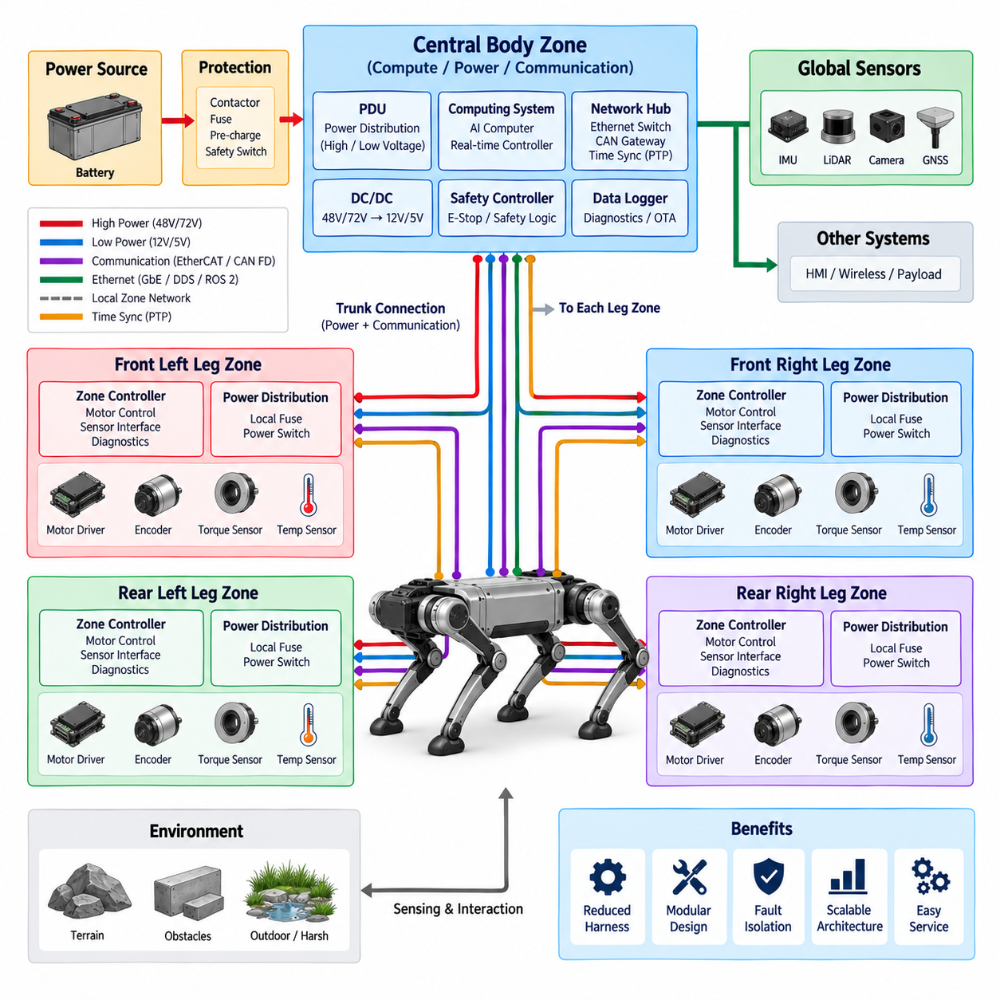 Power Source
Battery
Protection
Contactor
Fuse
Pre-charge
Safety Switch
Central Body Zone
(Compute / Power / Communication)
PDU
Power Distribution
(High / Low Voltage)
Computing System
AI Computer
Real-time Controller
Network Hub
Ethernet Switch
CAN Gateway
Time Sync (PTP)
DC/DC
48V/72V → 12V/5V
Safety Controller
E-Stop / Safety Logic
Data Logger
Diagnostics / OTA
Global Sensors
IMU
LiDAR
Camera
GNSS
Other Systems
HMI / Wireless / Payload
High Power (48V/72V)
Low Power (12V/5V)
Communication (EtherCAT / CAN FD)
Ethernet (GbE / DDS / ROS 2)
Local Zone Network
Time Sync (PTP)
Trunk Connection
(Power + Communication)
To Each Leg Zone
Front Left Leg Zone
Zone Controller
Motor Control
Sensor Interface
Diagnostics
Power Distribution
Local Fuse
Power Switch
Motor Driver
Encoder
Torque Sensor
Temp Sensor
Front Right Leg Zone
Zone Controller
Motor Control
Sensor Interface
Diagnostics
Power Distribution
Local Fuse
Power Switch
Motor Driver
Encoder
Torque Sensor
Temp Sensor
Rear Left Leg Zone
Zone Controller
Motor Control
Sensor Interface
Diagnostics
Power Distribution
Local Fuse
Power Switch
Motor Driver
Encoder
Torque Sensor
Temp Sensor
Rear Right Leg Zone
Zone Controller
Motor Control
Sensor Interface
Diagnostics
Power Distribution
Local Fuse
Power Switch
Motor Driver
Encoder
Torque Sensor
Temp Sensor
Environment
Terrain
Obstacles
Outdoor / Harsh
Sensing & Interaction
Benefits
Reduced
Harness
Modular
Design
Fault
Isolation
Scalable
Architecture
Easy
Service